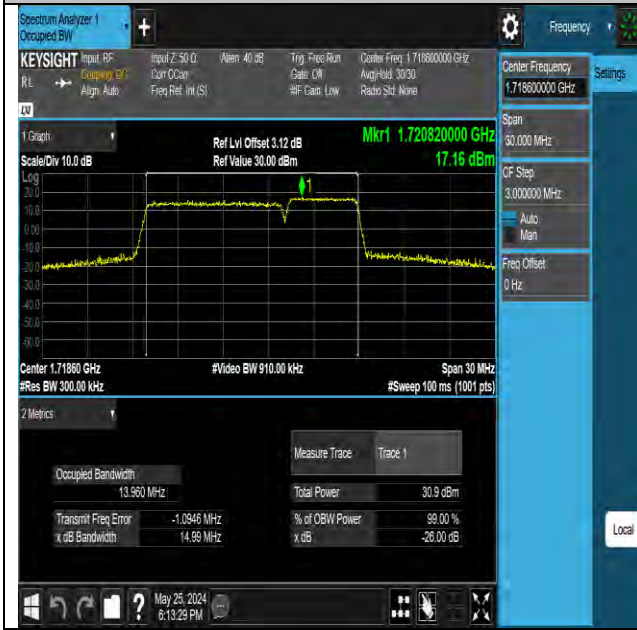 Spectrum Analyzer 1
Occupied BW
Frequency
KEYSIGHT
Input: RF
Coupling: DC
Align: Auto
RL
LXI
Input Z: 50 Ω
Corr CCorr
Freq Ref: Int (S)
Atten: 40 dB
Trig: Free Run
Gate: Off
#IF Gain: Low
Center Freq: 1.718600000 GHz
Avg|Hold: 30/30
Radio Std: None
Center Frequency
1.718600000 GHz
Settings
Span
30.000 MHz
CF Step
3.000000 MHz
Auto
Man
Freq Offset
0 Hz
Local
1 Graph
Scale/Div 10.0 dB
Ref Lvl Offset 3.12 dB
Ref Value 30.00 dBm
Mkr1 1.720820000 GHz
17.16 dBm
Log
20.0
10.0
0.00
-10.0
-20.0
-30.0
-40.0
-50.0
-60.0
1
Center 1.71860 GHz
#Video BW 910.00 kHz
Span 30 MHz
#Res BW 300.00 kHz
#Sweep 100 ms (1001 pts)
2 Metrics
Measure Trace
Trace 1
Occupied Bandwidth
13.960 MHz
Total Power
30.9 dBm
Transmit Freq Error
-1.0946 MHz
% of OBW Power
99.00 %
x dB Bandwidth
14.99 MHz
x dB
-26.00 dB
May 25, 2024
6:13:29 PM